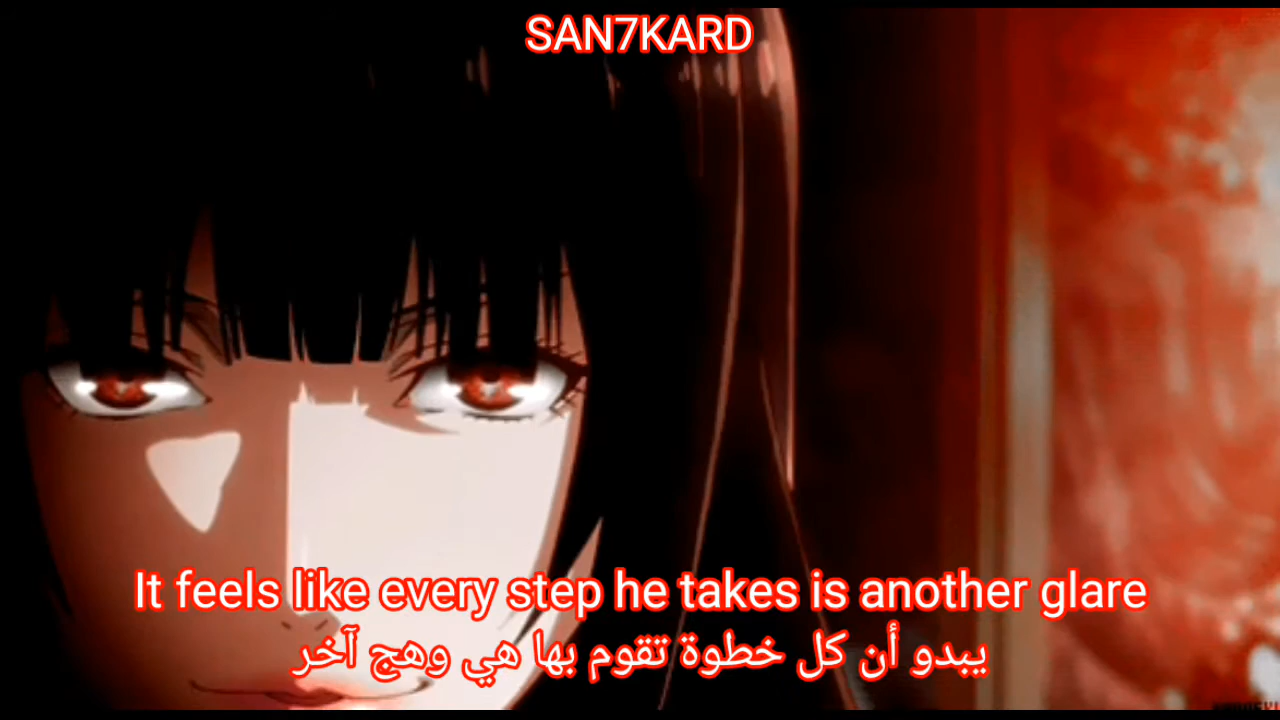 SAN7KARD
It feels like every step he takes is another glare
يبدو أن كل خطوة تقوم بها هي وهج آخر